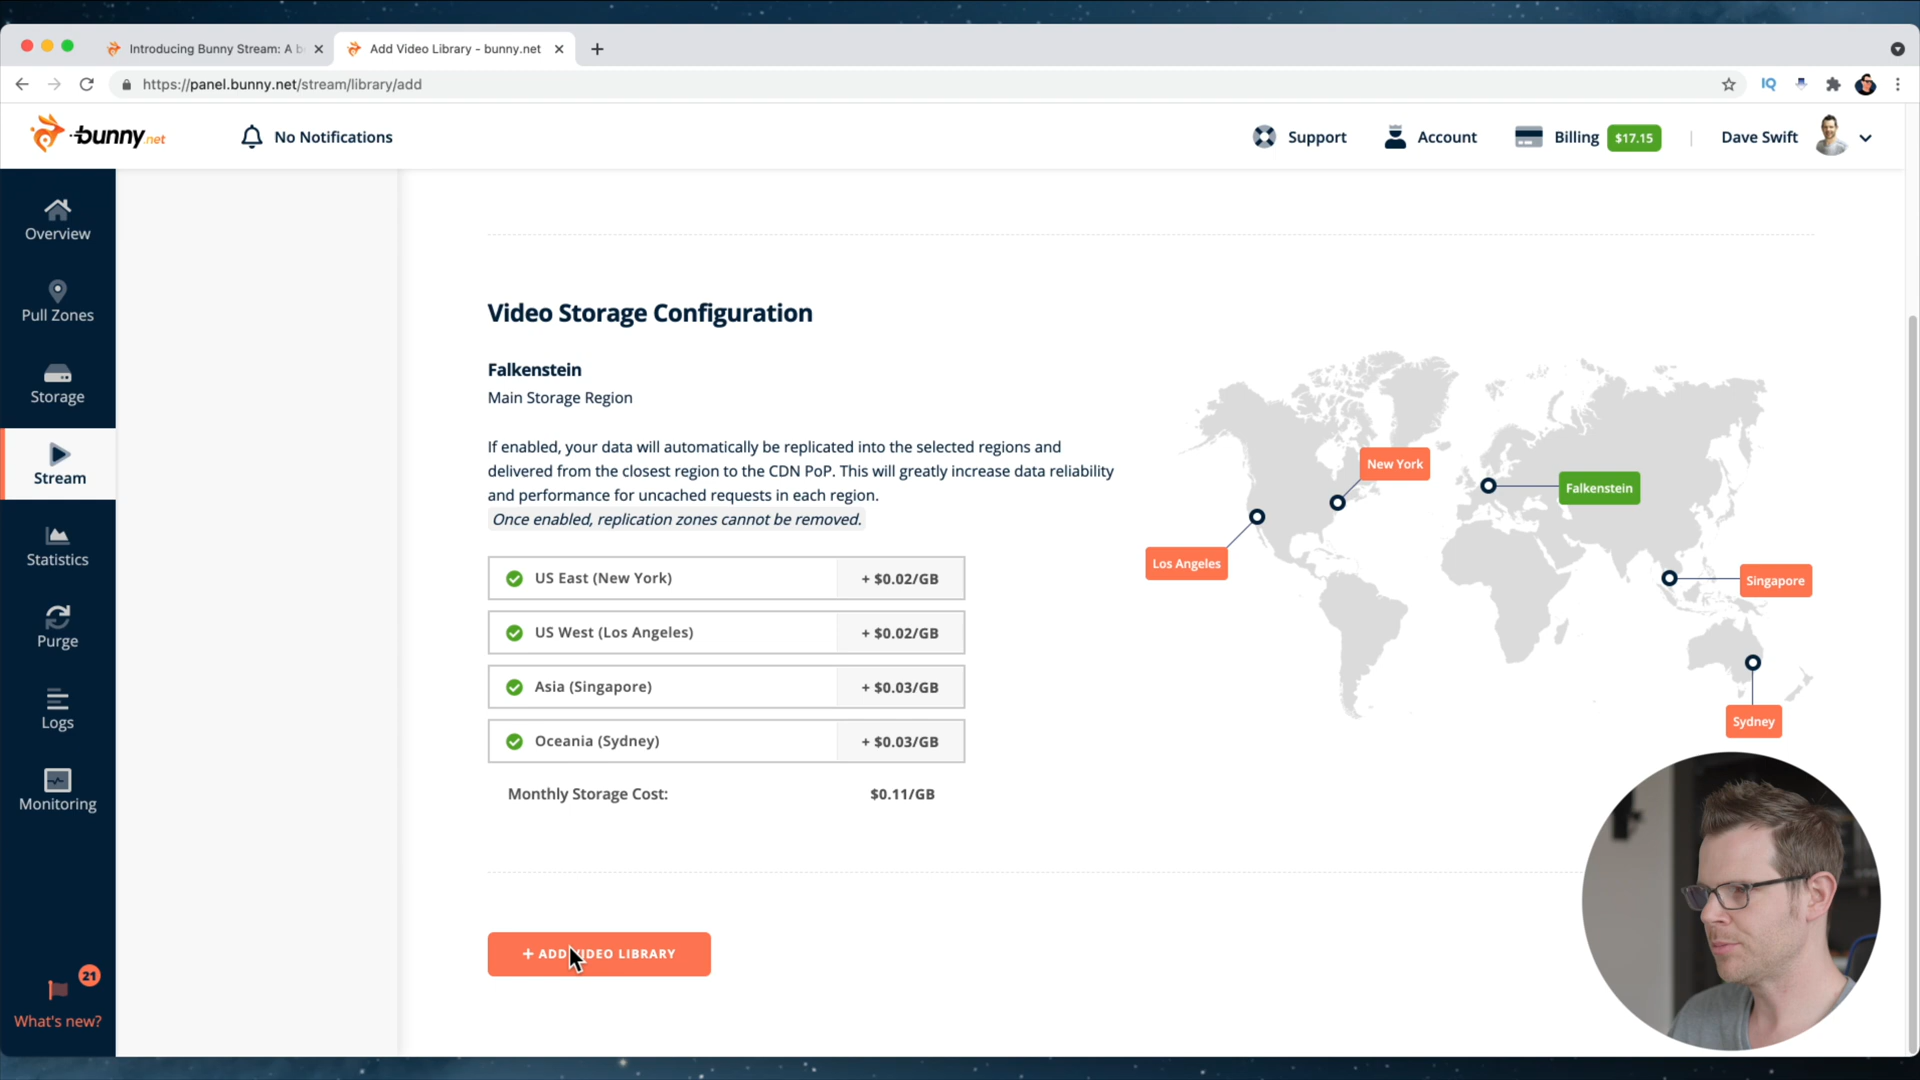 Introducing Bunny Stream: A b
Add Video Library - bunny.net
https://panel.bunny.net/stream/library/add
IQ
bunny.net
No Notifications
Support
Account
Billing
$17.15
Dave Swift
Overview
Pull Zones
Storage
Stream
Statistics
Purge
Logs
Monitoring
21
What's new?
Video Storage Configuration
Falkenstein
Main Storage Region
If enabled, your data will automatically be replicated into the selected regions and
delivered from the closest region to the CDN PoP. This will greatly increase data reliability
and performance for uncached requests in each region.
Once enabled, replication zones cannot be removed.
US East (New York)
+ $0.02/GB
US West (Los Angeles)
+ $0.02/GB
Asia (Singapore)
+ $0.03/GB
Oceania (Sydney)
+ $0.03/GB
Monthly Storage Cost:
$0.11/GB
+ ADD VIDEO LIBRARY
New York
Falkenstein
Los Angeles
Singapore
Sydney